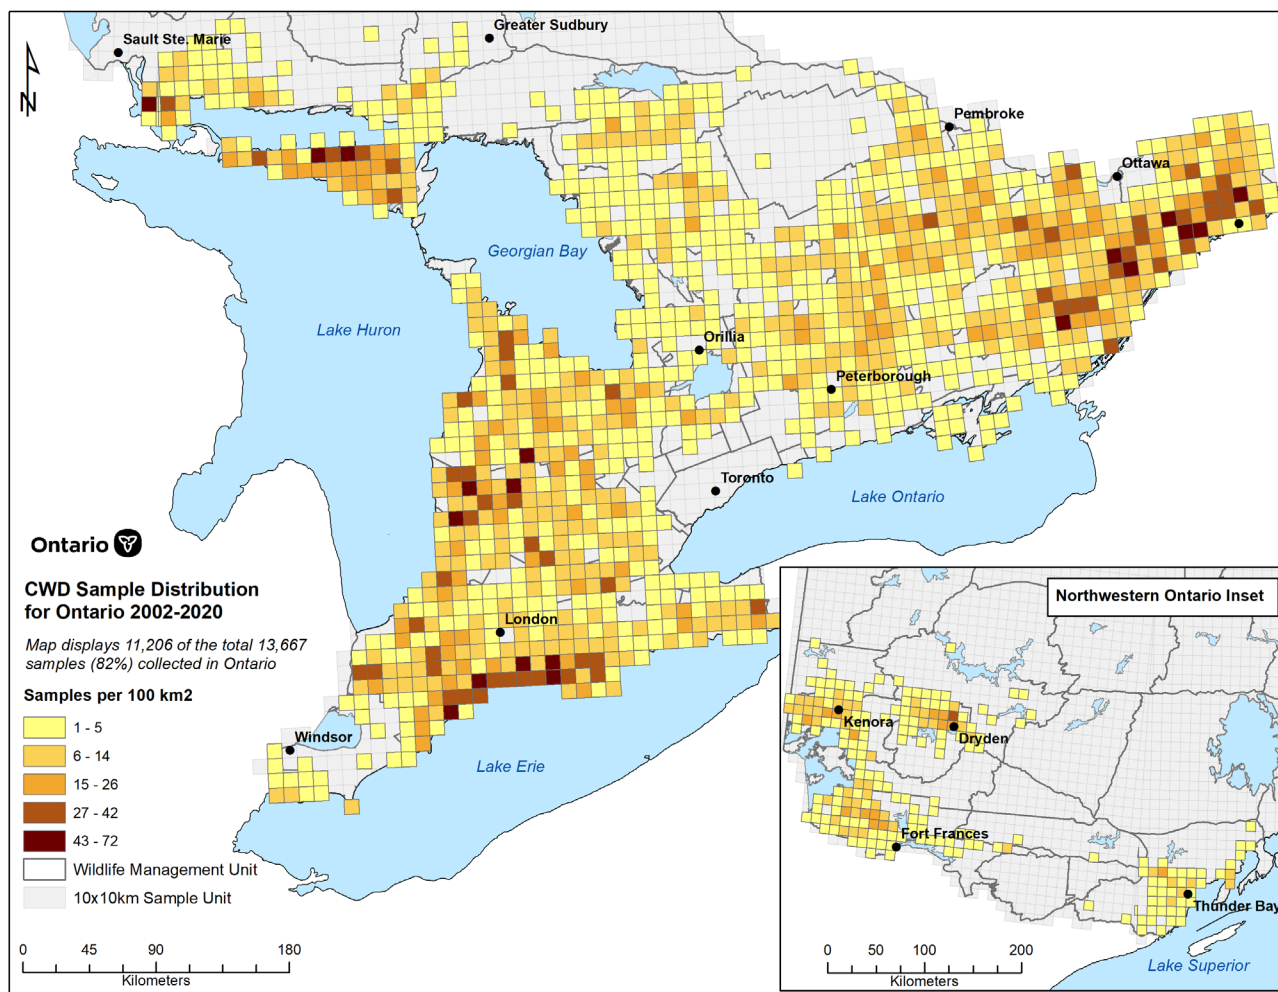 Sault Ste. Marie
Greater Sudbury
N
Pembroke
Ottawa
Georgian Bay
Lake Huron
Orillia
Peterborough
Toronto
Lake Ontario
Ontario
CWD Sample Distribution
for Ontario 2002-2020
Map displays 11,206 of the total 13,667
samples (82%) collected in Ontario
Samples per 100 km2
1 - 5
6 - 14
15 - 26
27 - 42
43 - 72
Wildlife Management Unit
10x10km Sample Unit
0 45 90 180
Kilometers
London
Windsor
Lake Erie
Northwestern Ontario Inset
Kenora
Dryden
Fort Frances
Thunder Bay
Lake Superior
0 50 100 200
Kilometers